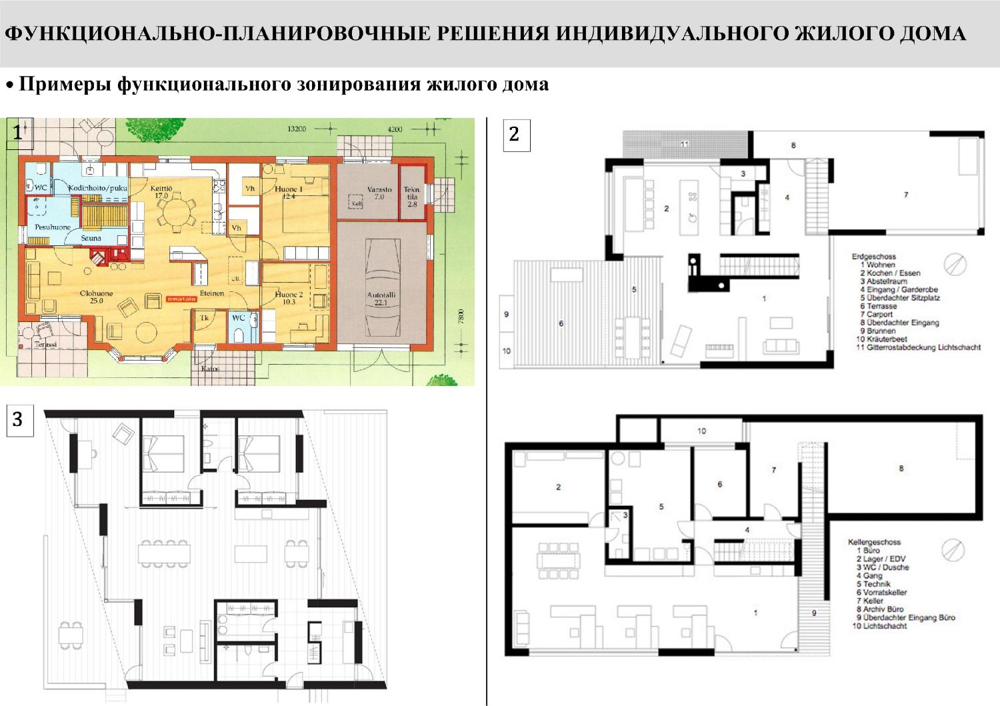 ФУНКЦИОНАЛЬНО-ПЛАНИРОВОЧНЫЕ РЕШЕНИЯ ИНДИВИДУАЛЬНОГО ЖИЛОГО ДОМА
• Примеры функционального зонирования жилого дома
1
13200
4200
WC
Kodinhoito/puku
Keittiö
17.0
Vh
Huone 1
12.4
Varasto
7.0
Kelj
Tekn.
tila
2.8
Pesuhuone
Sauna
Vh
Olohuone
25.0
omatalo
Eteinen
Huone 2
10.3
Autotalli
22.1
Tk
WC
7800
Terassi
Katos
2
11
8
3
2
4
7
5
1
9
6
10
Erdgeschoss
1 Wohnen
2 Kochen / Essen
3 Abstellraum
4 Eingang / Garderobe
5 Überdachter Sitzplatz
6 Terrasse
7 Carport
8 Überdachter Eingang
9 Brunnen
10 Kräuterbeet
11 Gitterrostabdeckung Lichtschacht
3
10
2
6
7
8
5
3
4
1
9
Kellergeschoss
1 Büro
2 Lager / EDV
3 WC / Dusche
4 Gang
5 Technik
6 Vorratskeller
7 Keller
8 Archiv Büro
9 Überdachter Eingang Büro
10 Lichtschacht